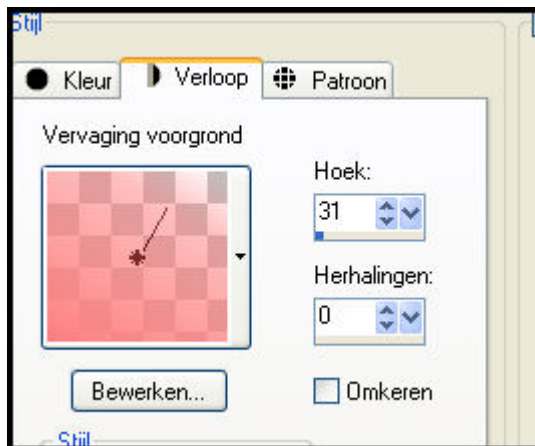 Stijl
Kleur Verloop Patroon
Vervaging voorgrond
Hoek:
31
Herhalingen:
0
Bewerken...
Omkeren
Stijl